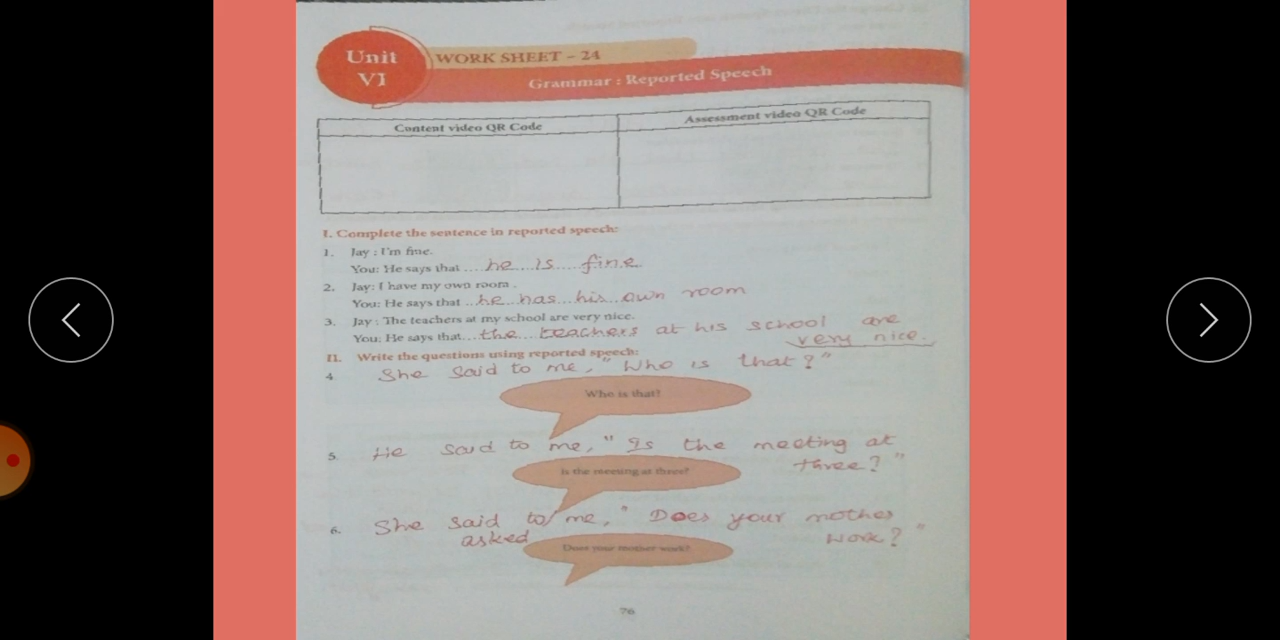 Unit
VI
WORK SHEET - 24
Grammar : Reported Speech
Content video QR Code
Assessment video QR Code
I. Complete the sentence in reported speech:
1. Jay : I'm fine.
You: He says that ....he....is......fine.
2. Jay: I have my own room .
You: He says that ..he..has...his...own room
3. Jay : The teachers at my school are very nice.
You: He says that...the...teachers at his school are
very nice.
II. Write the questions using reported speech:
4. She said to me, "Who is that?"
Who is that?
5. He said to me, "Is the meeting at
three?"
Is the meeting at three?
6. She said to/ me, "Does your mother
asked work?"
Does your mother work?
76